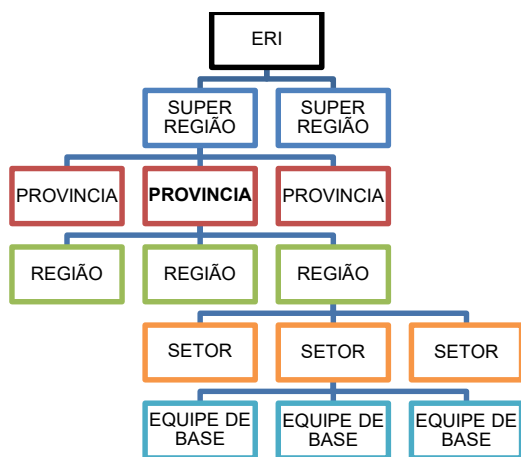 ERI
SUPER
REGIÃO
SUPER
REGIÃO
PROVINCIA
PROVINCIA
PROVINCIA
REGIÃO
REGIÃO
REGIÃO
SETOR
SETOR
SETOR
EQUIPE DE
BASE
EQUIPE DE
BASE
EQUIPE DE
BASE